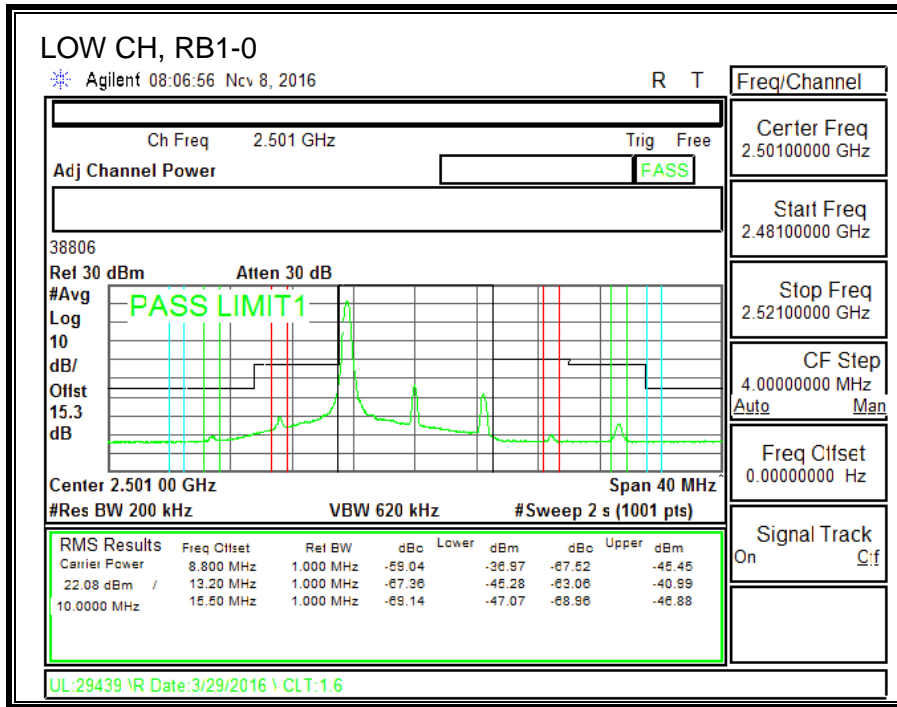 LOW CH, RB1-0
Agilent 08:06:56 Nov 8, 2016 R T
Freq/Channel
Ch Freq 2.501 GHz Trig Free
Adj Channel Power PASS
Center Freq
2.50100000 GHz
Start Freq
2.48100000 GHz
Stop Freq
2.52100000 GHz
CF Step
4.00000000 MHz
Auto Man
Freq Offset
0.00000000 Hz
Signal Track
On Off
38806
Ref 30 dBm Atten 30 dB
#Avg
Log
10
dB/
Offst
15.3
dB
PASS LIMIT1
Center 2.501 00 GHz Span 40 MHz
#Res BW 200 kHz VBW 620 kHz #Sweep 2 s (1001 pts)
RMS Results Freq Offset Ref BW dBc Lower dBm dBc Upper dBm
Carrier Power 8.800 MHz 1.000 MHz -59.04 -36.97 -67.52 -45.45
22.08 dBm / 13.20 MHz 1.000 MHz -67.36 -45.28 -63.06 -40.99
10.0000 MHz 15.50 MHz 1.000 MHz -69.14 -47.07 -68.96 -46.88
UL:29439 \R Date:3/29/2016 \ CLT:1.6